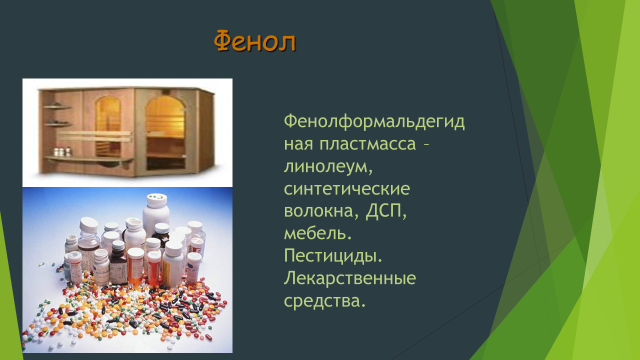 Фенол
Фенолформальдегид
ная пластмасса –
линолеум,
синтетические
волокна, ДСП,
мебель.
Пестициды.
Лекарственные
средства.